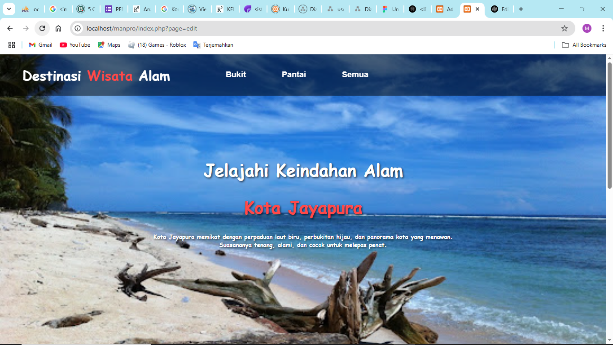 localhost/manpro/index.php?page=edit
Gmail
YouTube
Maps
(18) Games - Roblox
Terjemahkan
All Bookmarks
Destinasi Wisata Alam
Bukit
Pantai
Semua
Jelajahi Keindahan Alam
Kota Jayapura
Kota Jayapura memikat dengan perpaduan laut biru, perbukitan hijau, dan panorama kota yang menawan.
Suasananya tenang, alami, dan cocok untuk melepas penat.